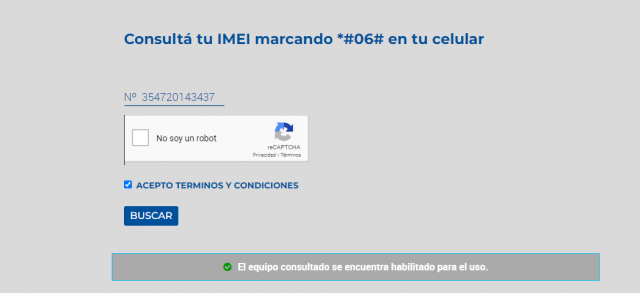 Consultá tu IMEI marcando *#06# en tu celular
Nº 354720143437
No soy un robot
reCAPTCHA
Privacidad • Términos
ACEPTO TERMINOS Y CONDICIONES
BUSCAR
El equipo consultado se encuentra habilitado para el uso.